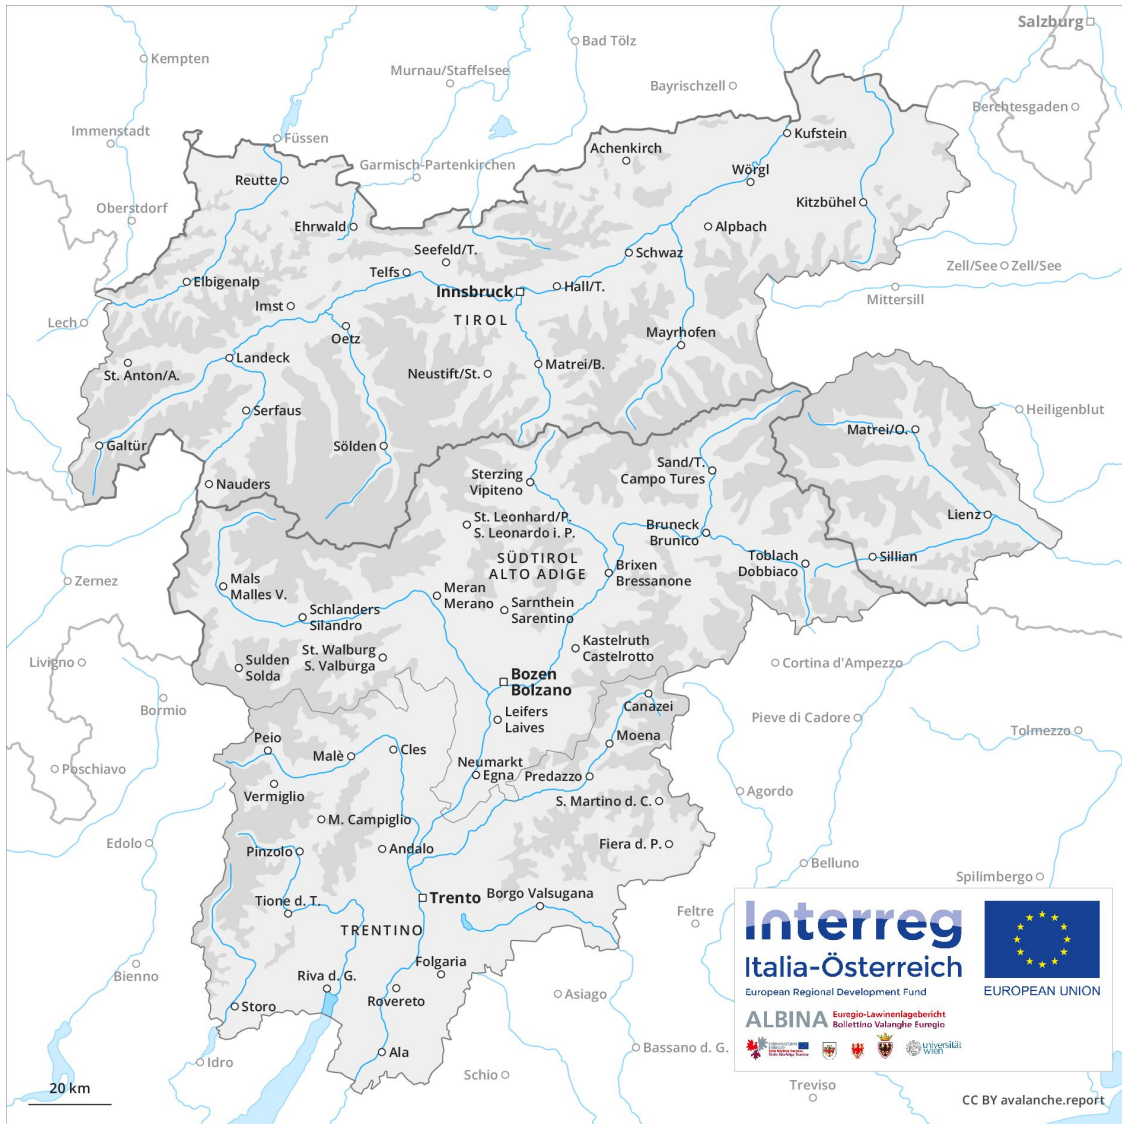 Salzburg
Bad Tölz
Kempten
Murnau/Staffelsee
Bayrischzell
Berchtesgaden
Immenstadt
Füssen
Kufstein
Achenkirch
Garmisch-Partenkirchen
Wörgl
Reutte
Oberstdorf
Kitzbühel
Ehrwald
Alpbach
Seefeld/T.
Schwaz
Telfs
Zell/See
Zell/See
Elbigenalp
Hall/T.
Innsbruck
Mittersill
Imst
TIROL
Lech
Oetz
Mayrhofen
Landeck
Matrei/B.
St. Anton/A.
Neustift/St.
Serfaus
Heiligenblut
Matrei/O.
Galtür
Sölden
Sand/T.
Campo Tures
Sterzing
Vipiteno
Nauders
Lienz
St. Leonhard/P.
S. Leonardo i. P.
Bruneck
Brunico
SÜDTIROL
ALTO ADIGE
Toblach
Dobbiaco
Sillian
Brixen
Bressanone
Zernez
Mals
Malles V.
Meran
Merano
Sarnthein
Sarentino
Schlanders
Silandro
Kastelruth
Castelrotto
St. Walburg
S. Valburga
Livigno
Sulden
Solda
Cortina d'Ampezzo
Bozen
Bolzano
Bormio
Canazei
Leifers
Laives
Pieve di Cadore
Tolmezzo
Peio
Moena
Malè
Cles
Neumarkt
Egna
Predazzo
Poschiavo
Vermiglio
Agordo
S. Martino d. C.
M. Campiglio
Edolo
Fiera d. P.
Pinzolo
Andalo
Belluno
Spilimbergo
Tione d. T.
Trento
Borgo Valsugana
Feltre
TRENTINO
Interreg
Italia-Österreich
European Regional Development Fund
EUROPEAN UNION
Folgaria
Bienno
Riva d. G.
Rovereto
Asiago
Storo
ALBINA
Euregio-Lawinenlagebericht
Bollettino Valanghe Euregio
universität
wien
Ala
Bassano d. G.
Idro
Schio
Treviso
20 km
CC BY avalanche.report